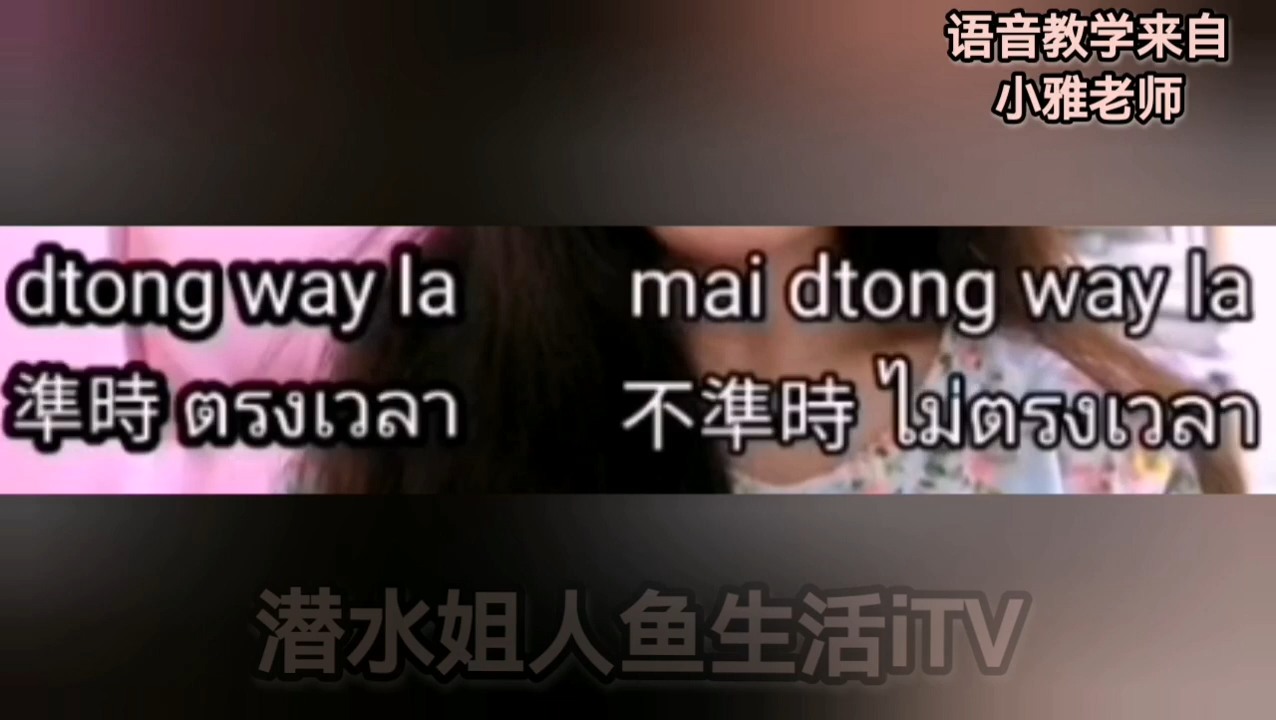 语音教学来自
小雅老师
dtong way la
mai dtong way la
準時 ตรงเวลา
不準時 ไม่ตรงเวลา
潜水姐人鱼生活iTV